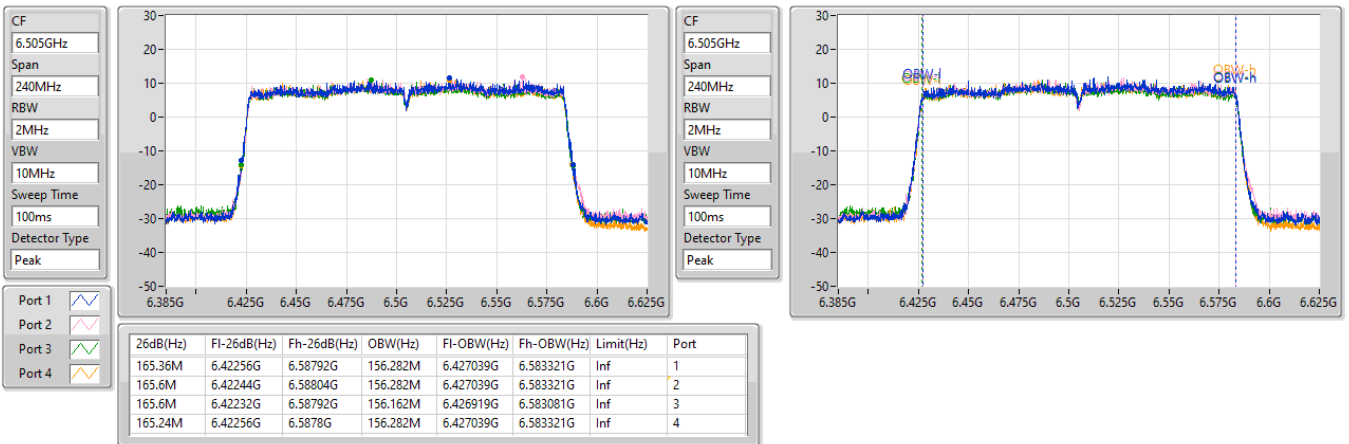 CF
6.505GHz
Span
240MHz
RBW
2MHz
VBW
10MHz
Sweep Time
100ms
Detector Type
Peak
30
20
10
0
-10
-20
-30
-40
-50
6.385G 6.425G 6.45G 6.475G 6.5G 6.525G 6.55G 6.575G 6.6G 6.625G
CF
6.505GHz
Span
240MHz
RBW
2MHz
VBW
10MHz
Sweep Time
100ms
Detector Type
Peak
30
20
10
0
-10
-20
-30
-40
-50
OBW-l
OBW-h
OBW-h
6.385G 6.425G 6.45G 6.475G 6.5G 6.525G 6.55G 6.575G 6.6G 6.625G
Port 1
Port 2
Port 3
Port 4
26dB(Hz) Fl-26dB(Hz) Fh-26dB(Hz) OBW(Hz) Fl-OBW(Hz) Fh-OBW(Hz) Limit(Hz) Port
165.36M 6.42256G 6.58792G 156.282M 6.427039G 6.583321G Inf 1
165.6M 6.42244G 6.58804G 156.282M 6.427039G 6.583321G Inf 2
165.6M 6.42232G 6.58792G 156.162M 6.426919G 6.583081G Inf 3
165.24M 6.42256G 6.5878G 156.282M 6.427039G 6.583321G Inf 4